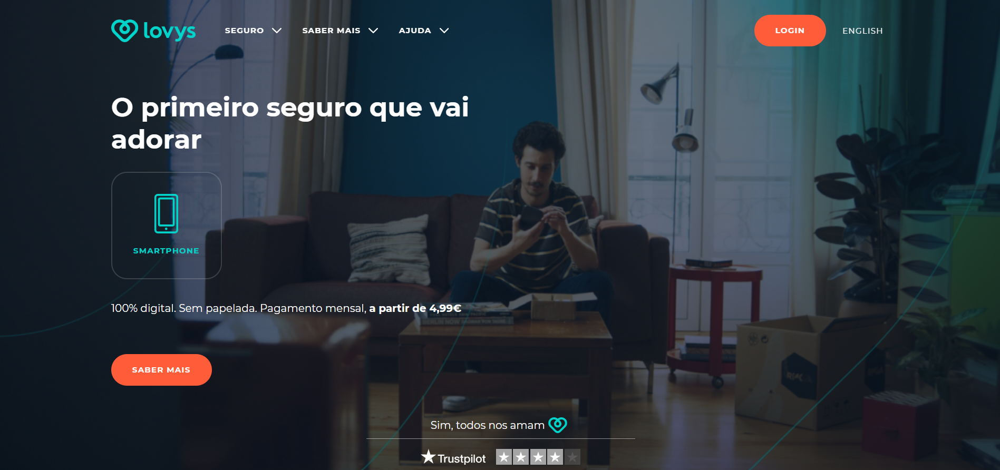 lovys
SEGURO
SABER MAIS
AJUDA
LOGIN
ENGLISH
O primeiro seguro que vai
adorar
SMARTPHONE
100% digital. Sem papelada. Pagamento mensal, a partir de 4,99€
SABER MAIS
Sim, todos nos amam
Trustpilot